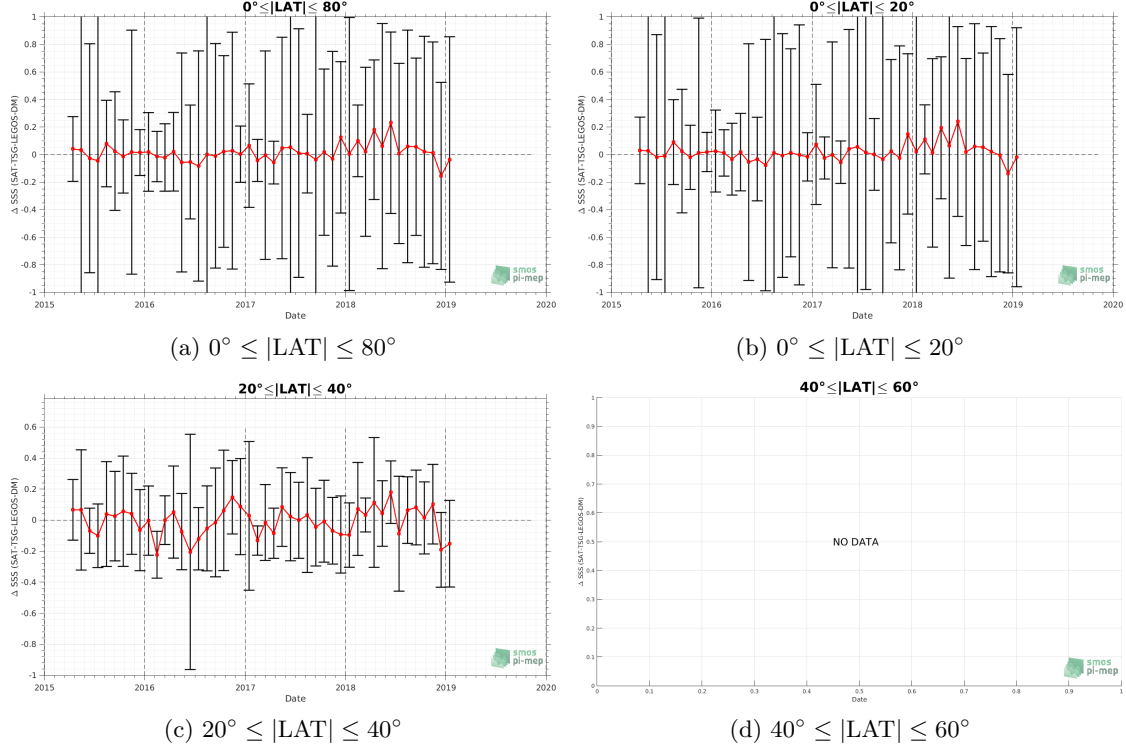 0°≤|LAT|≤ 80°
Δ SSS (SAT-TSG-LEGOS-DM)
1
0.8
0.6
0.4
0.2
0
-0.2
-0.4
-0.6
-0.8
-1
2015 2016 2017 2018 2019 2020
Date
smos
pi-mep
(a) 0° ≤ |LAT| ≤ 80°
0°≤|LAT|≤ 20°
Δ SSS (SAT-TSG-LEGOS-DM)
1
0.8
0.6
0.4
0.2
0
-0.2
-0.4
-0.6
-0.8
-1
2015 2016 2017 2018 2019 2020
Date
smos
pi-mep
(b) 0° ≤ |LAT| ≤ 20°
20°≤|LAT|≤ 40°
Δ SSS (SAT-TSG-LEGOS-DM)
0.6
0.4
0.2
0
-0.2
-0.4
-0.6
-0.8
-1
2015 2016 2017 2018 2019 2020
Date
smos
pi-mep
(c) 20° ≤ |LAT| ≤ 40°
40°≤|LAT|≤ 60°
Δ SSS (SAT-TSG-LEGOS-DM)
1
0.9
0.8
0.7
0.6
0.5
0.4
0.3
0.2
0.1
0
NO DATA
0 0.1 0.2 0.3 0.4 0.5 0.6 0.7 0.8 0.9 1
Date
smos
pi-mep
(d) 40° ≤ |LAT| ≤ 60°